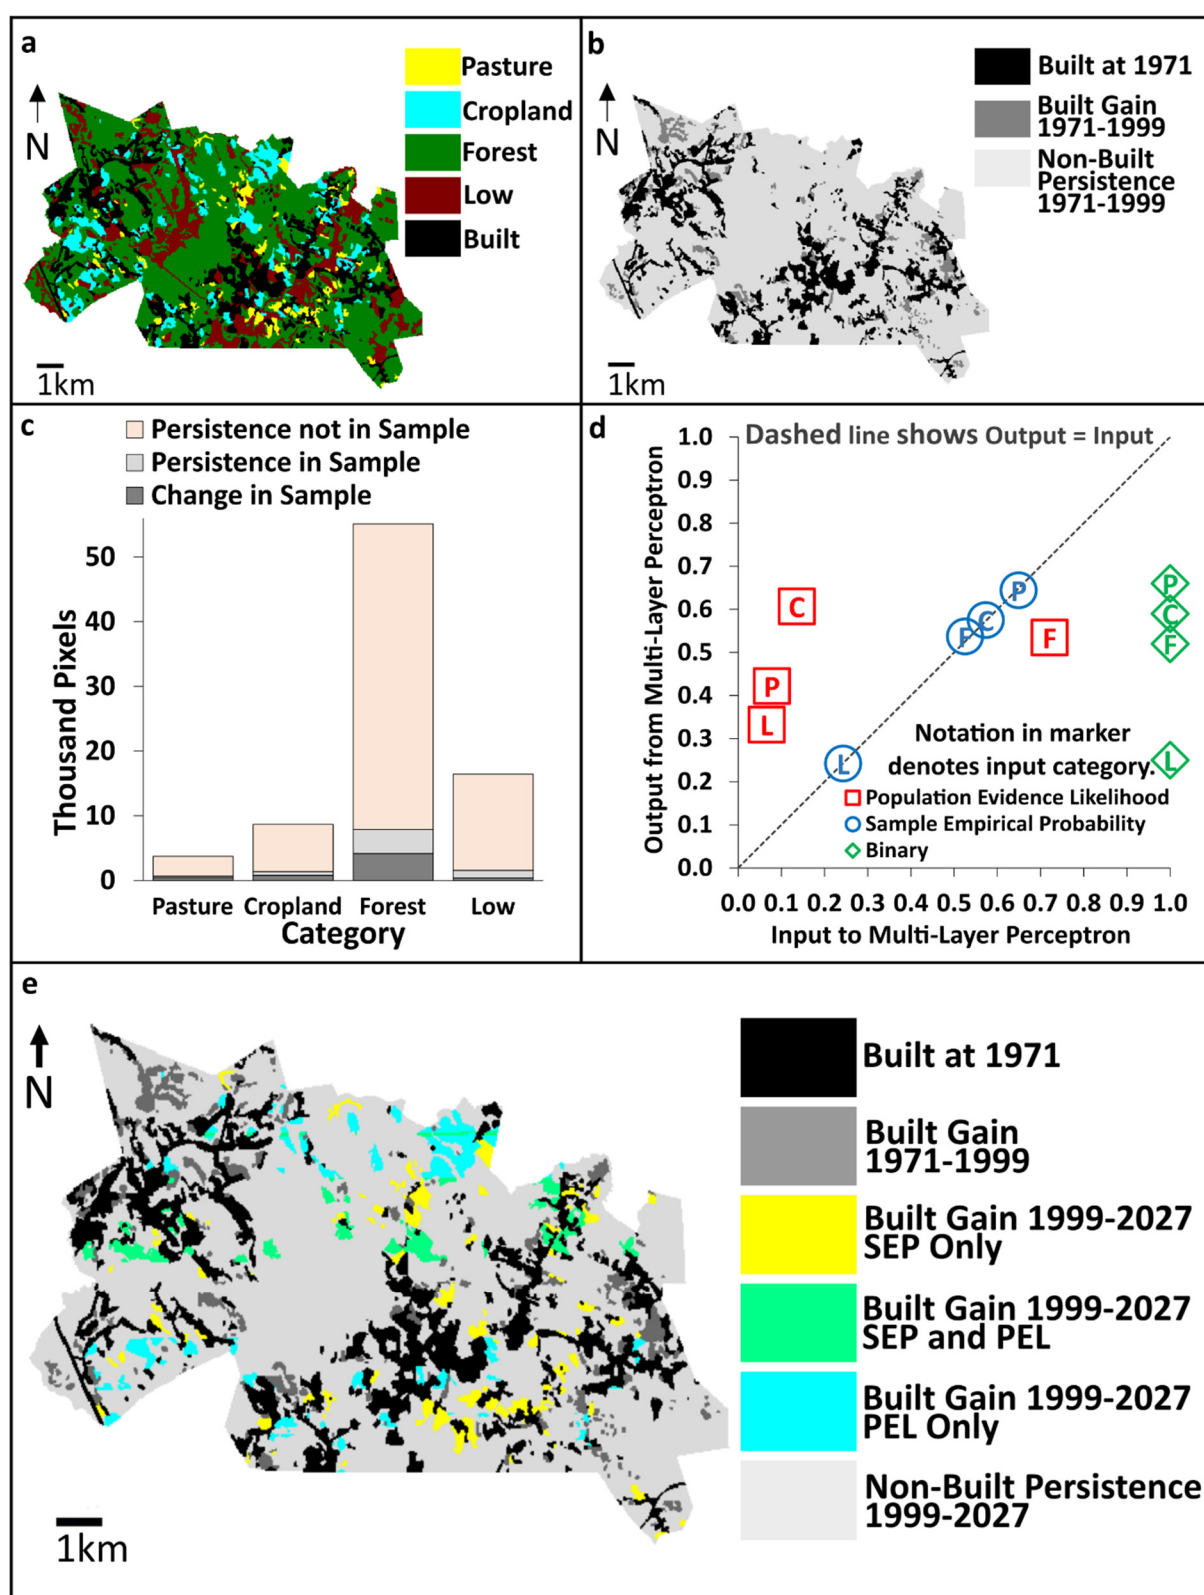 a
Pasture
Cropland
Forest
Low
Built
N
1km
b
Built at 1971
Built Gain
1971-1999
Non-Built
Persistence
1971-1999
N
1km
c
Persistence not in Sample
Persistence in Sample
Change in Sample
Thousand Pixels
50
40
30
20
10
0
Pasture Cropland Forest Low
Category
d
Dashed line shows Output = Input
Output from Multi-Layer Perceptron
1.0
0.9
0.8
0.7
0.6
0.5
0.4
0.3
0.2
0.1
0.0
C
P
L
F
P
C
F
L
P
C
F
L
Notation in marker
denotes input category.
Population Evidence Likelihood
Sample Empirical Probability
Binary
0.0 0.1 0.2 0.3 0.4 0.5 0.6 0.7 0.8 0.9 1.0
Input to Multi-Layer Perceptron
e
N
1km
Built at 1971
Built Gain
1971-1999
Built Gain 1999-2027
SEP Only
Built Gain 1999-2027
SEP and PEL
Built Gain 1999-2027
PEL Only
Non-Built Persistence
1999-2027